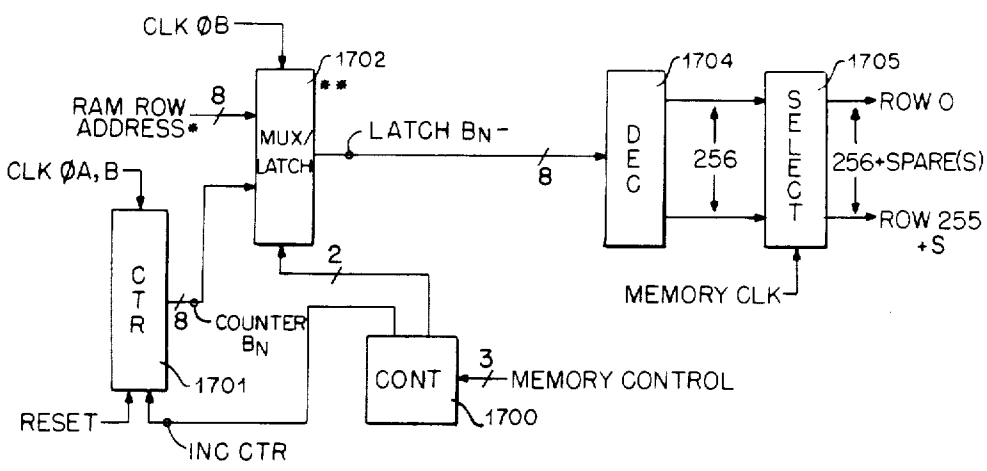 CLK ØB
1702
**
RAM ROW
ADDRESS*
8
MUX/
LATCH
LATCH BN-
8
1704
DEC
256
1705
SELECT
ROW 0
256+SPARE(S)
ROW 255
+S
MEMORY CLK
CLK ØA, B
CTR
8
COUNTER
BN
1701
2
CONT
3
MEMORY CONTROL
1700
RESET
INC CTR